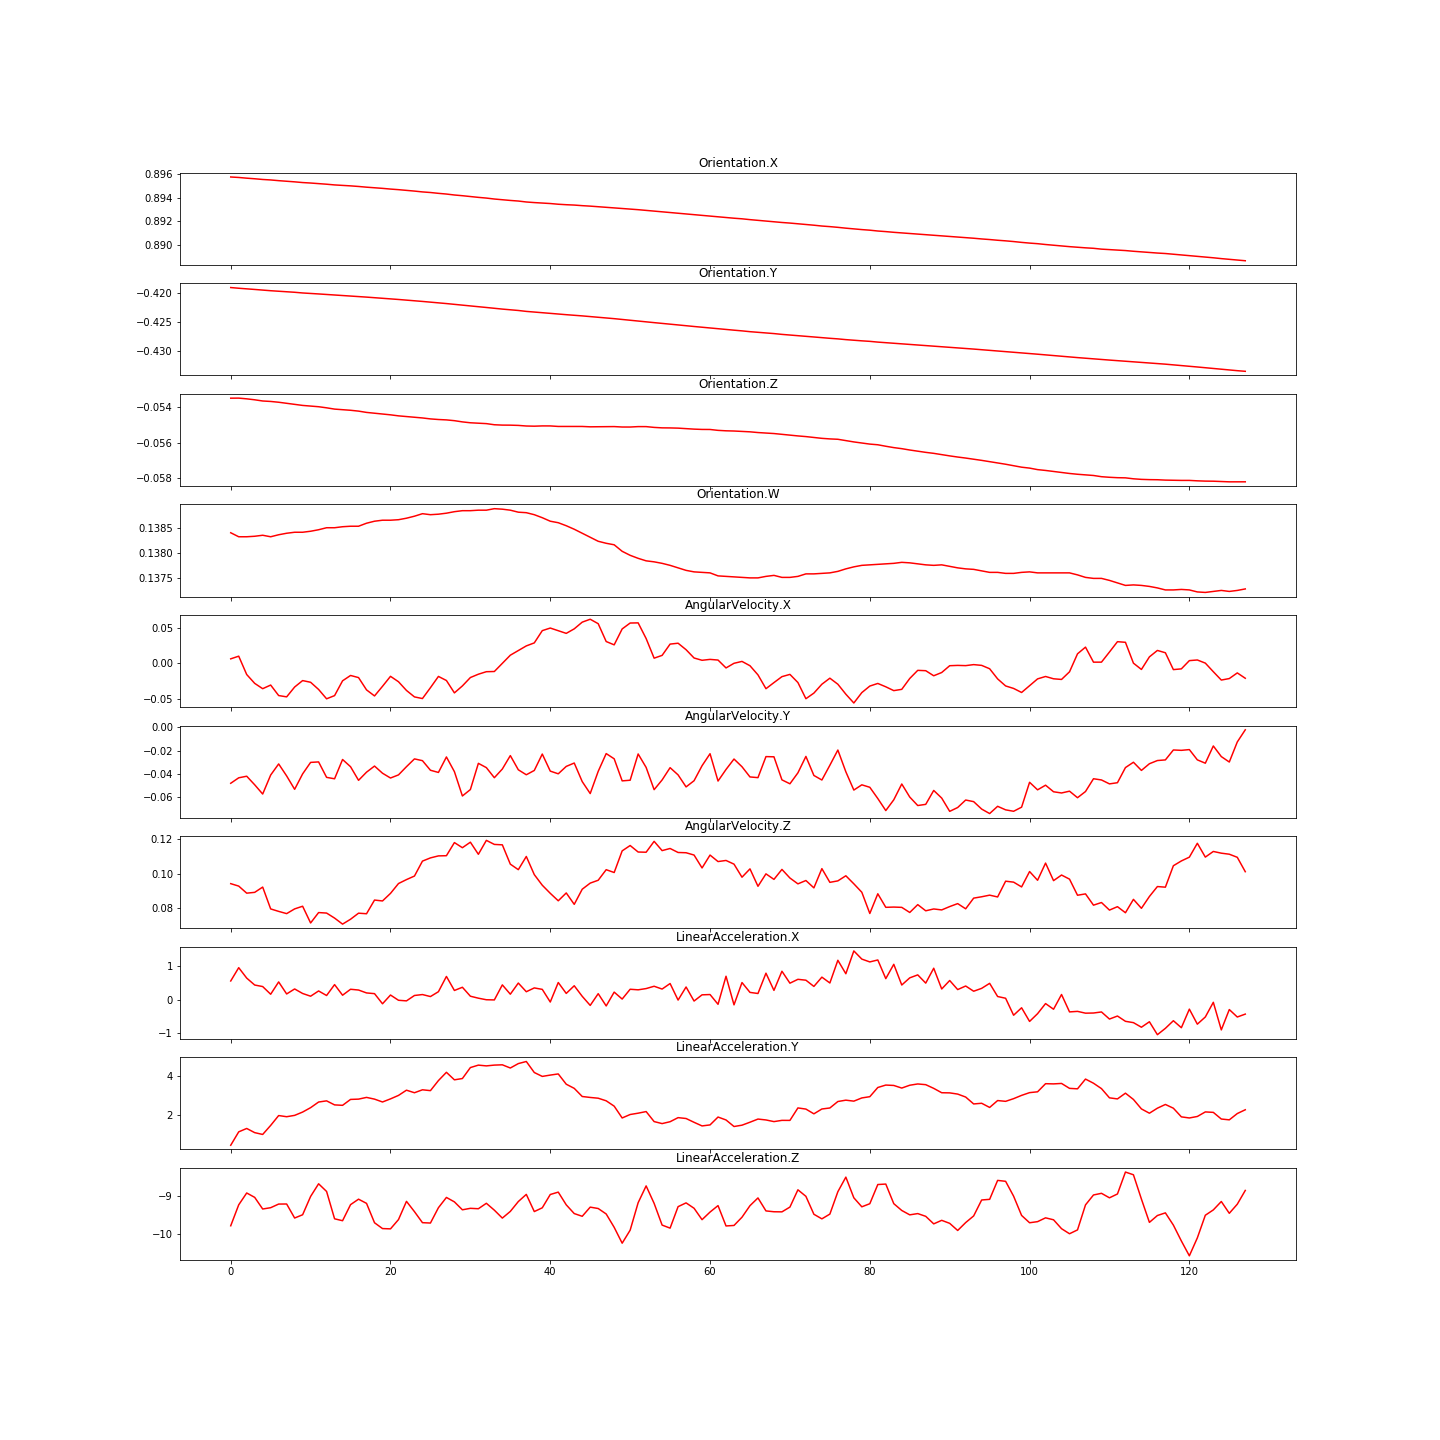 Orientation.X
0.896
0.894
0.892
0.890
Orientation.Y
−0.420
−0.425
−0.430
Orientation.Z
−0.054
−0.056
−0.058
Orientation.W
0.1385
0.1380
0.1375
AngularVelocity.X
0.05
0.00
−0.05
AngularVelocity.Y
0.00
−0.02
−0.04
−0.06
AngularVelocity.Z
0.12
0.10
0.08
LinearAcceleration.X
1
0
−1
LinearAcceleration.Y
4
2
LinearAcceleration.Z
−9
−10
0 20 40 60 80 100 120